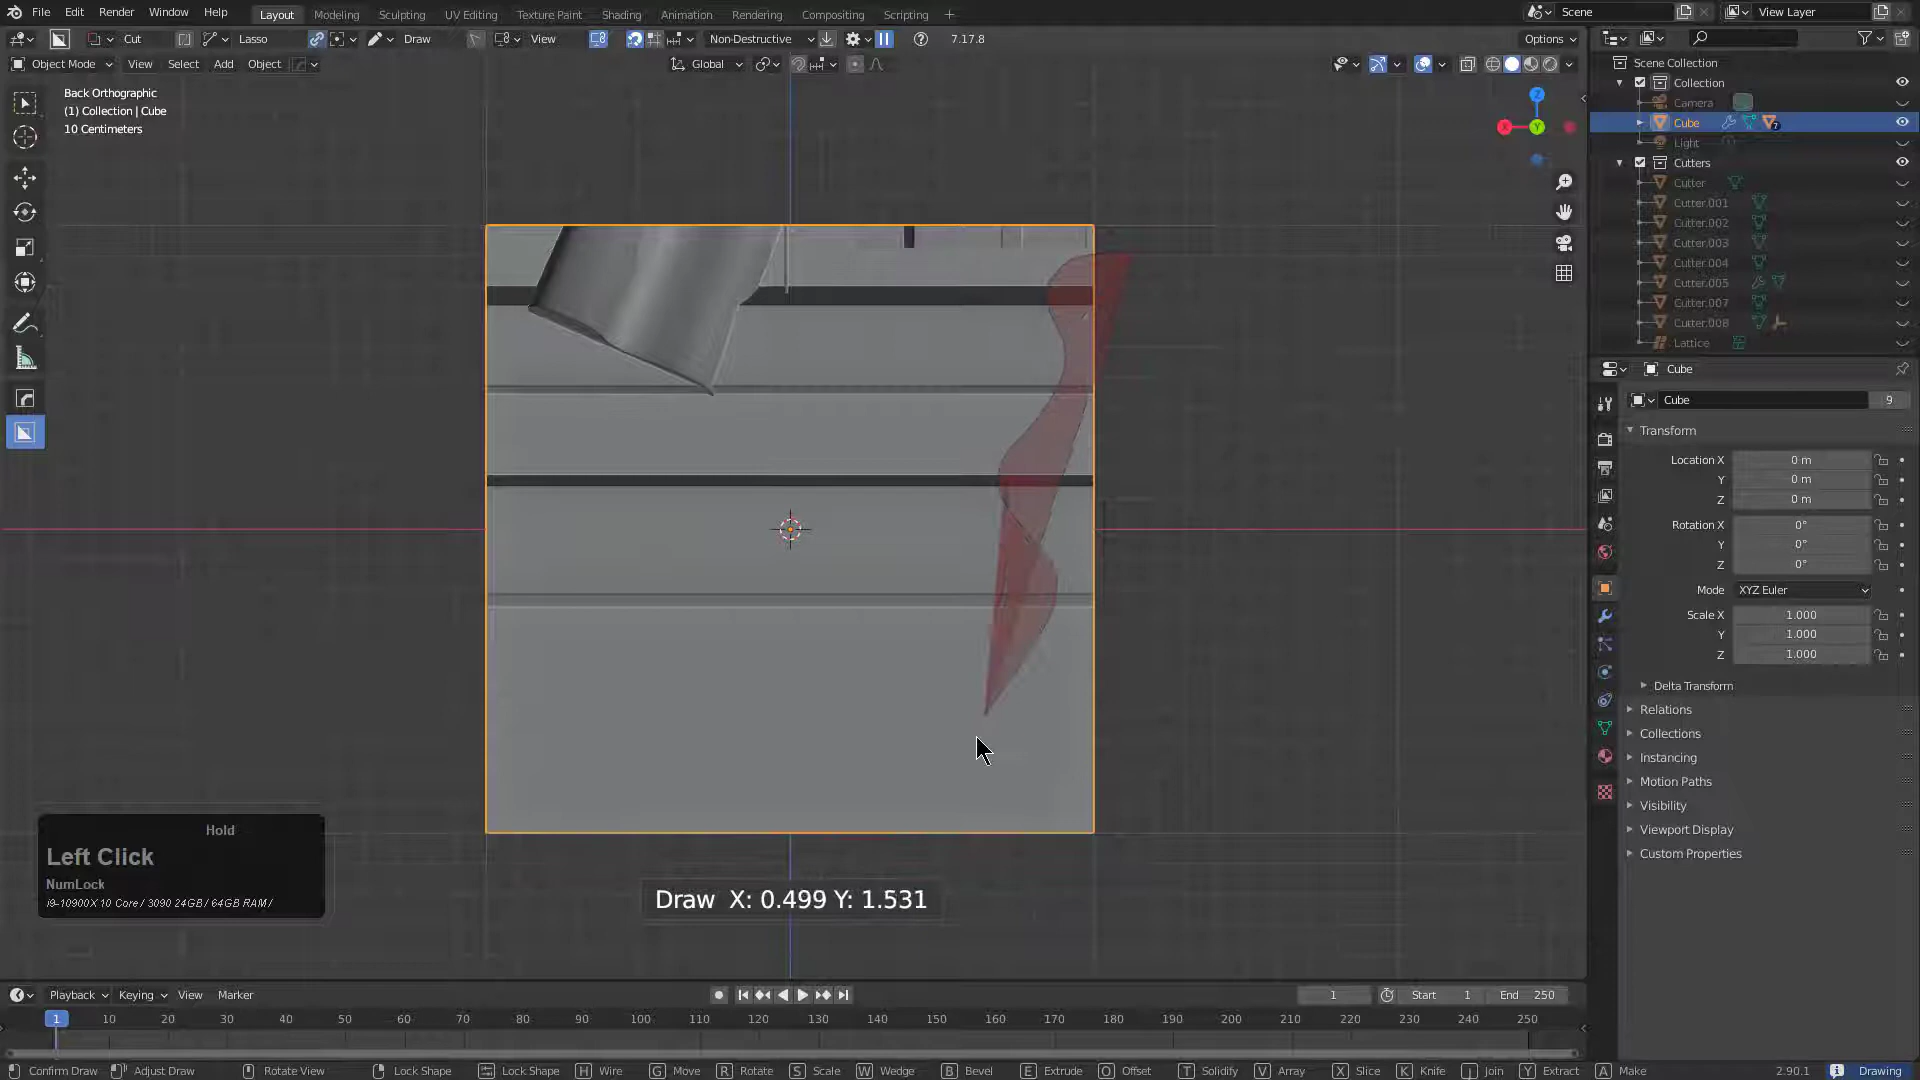 File Edit Render Window Help Layout Modeling Sculpting UV Editing Texture Paint Shading Animation Rendering Compositing Scripting + Scene View Layer
Cut Lasso Draw View Non-Destructive 7.17.8 Options
Object Mode View Select Add Object Global
Back Orthographic
(1) Collection | Cube
10 Centimeters
Z
X Y
Hold
Left Click
NumLock
i9-10900X 10 Core / 3090 24GB / 64GB RAM /
Draw X: 0.499 Y: 1.531
Scene Collection
Collection
Camera
Cube 7
Light
Cutters
Cutter
Cutter.001
Cutter.002
Cutter.003
Cutter.004
Cutter.005
Cutter.007
Cutter.008
Lattice
Cube
Cube 9
Transform
Location X 0 m
Y 0 m
Z 0 m
Rotation X 0°
Y 0°
Z 0°
Mode XYZ Euler
Scale X 1.000
Y 1.000
Z 1.000
Delta Transform
Relations
Collections
Instancing
Motion Paths
Visibility
Viewport Display
Custom Properties
Playback Keying View Marker 1 Start 1 End 250
1 10 20 30 40 50 60 70 80 90 100 110 120 130 140 150 160 170 180 190 200 210 220 230 240 250
Confirm Draw Adjust Draw Rotate View Lock Shape Lock Shape H Wire G Move R Rotate S Scale W Wedge B Bevel E Extrude O Offset T Solidify V Array X Slice K Knife J Join Y Extract A Make 2.90.1 Drawing